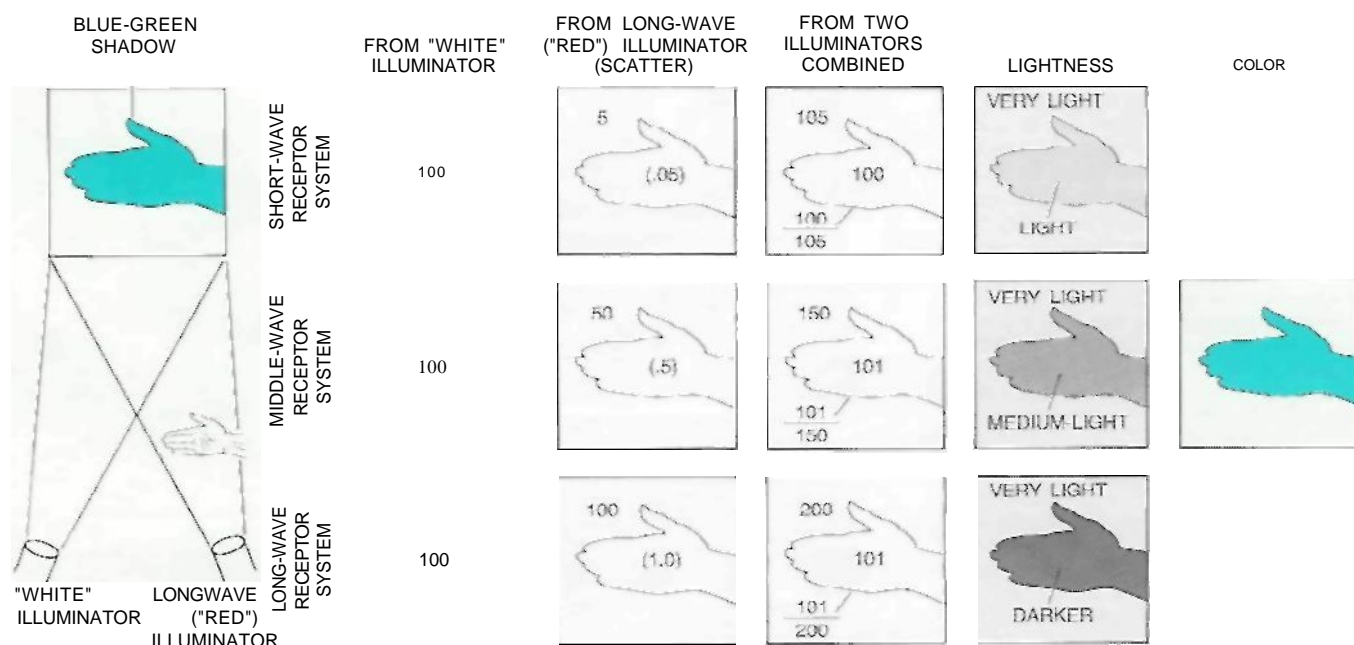 BLUE-GREEN
SHADOW
FROM "WHITE"
ILLUMINATOR
FROM LONG-WAVE
("RED") ILLUMINATOR
(SCATTER)
FROM TWO
ILLUMINATORS
COMBINED
LIGHTNESS
COLOR
SHORT-WAVE
RECEPTOR
SYSTEM
100
5
(.05)
105
100
100
105
VERY LIGHT
LIGHT
MIDDLE-WAVE
RECEPTOR
SYSTEM
100
50
(.5)
150
101
101
150
VERY LIGHT
MEDIUM-LIGHT
LONG-WAVE
RECEPTOR
SYSTEM
100
100
(1.0)
200
101
101
200
VERY LIGHT
DARKER
"WHITE"
ILLUMINATOR
LONGWAVE
("RED")
ILLUMINATOR